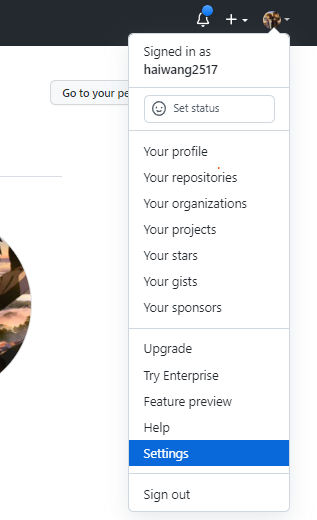 Signed in as
haiwang2517
Go to your pe
Set status
Your profile
Your repositories
Your organizations
Your projects
Your stars
Your gists
Your sponsors
Upgrade
Try Enterprise
Feature preview
Help
Settings
Sign out